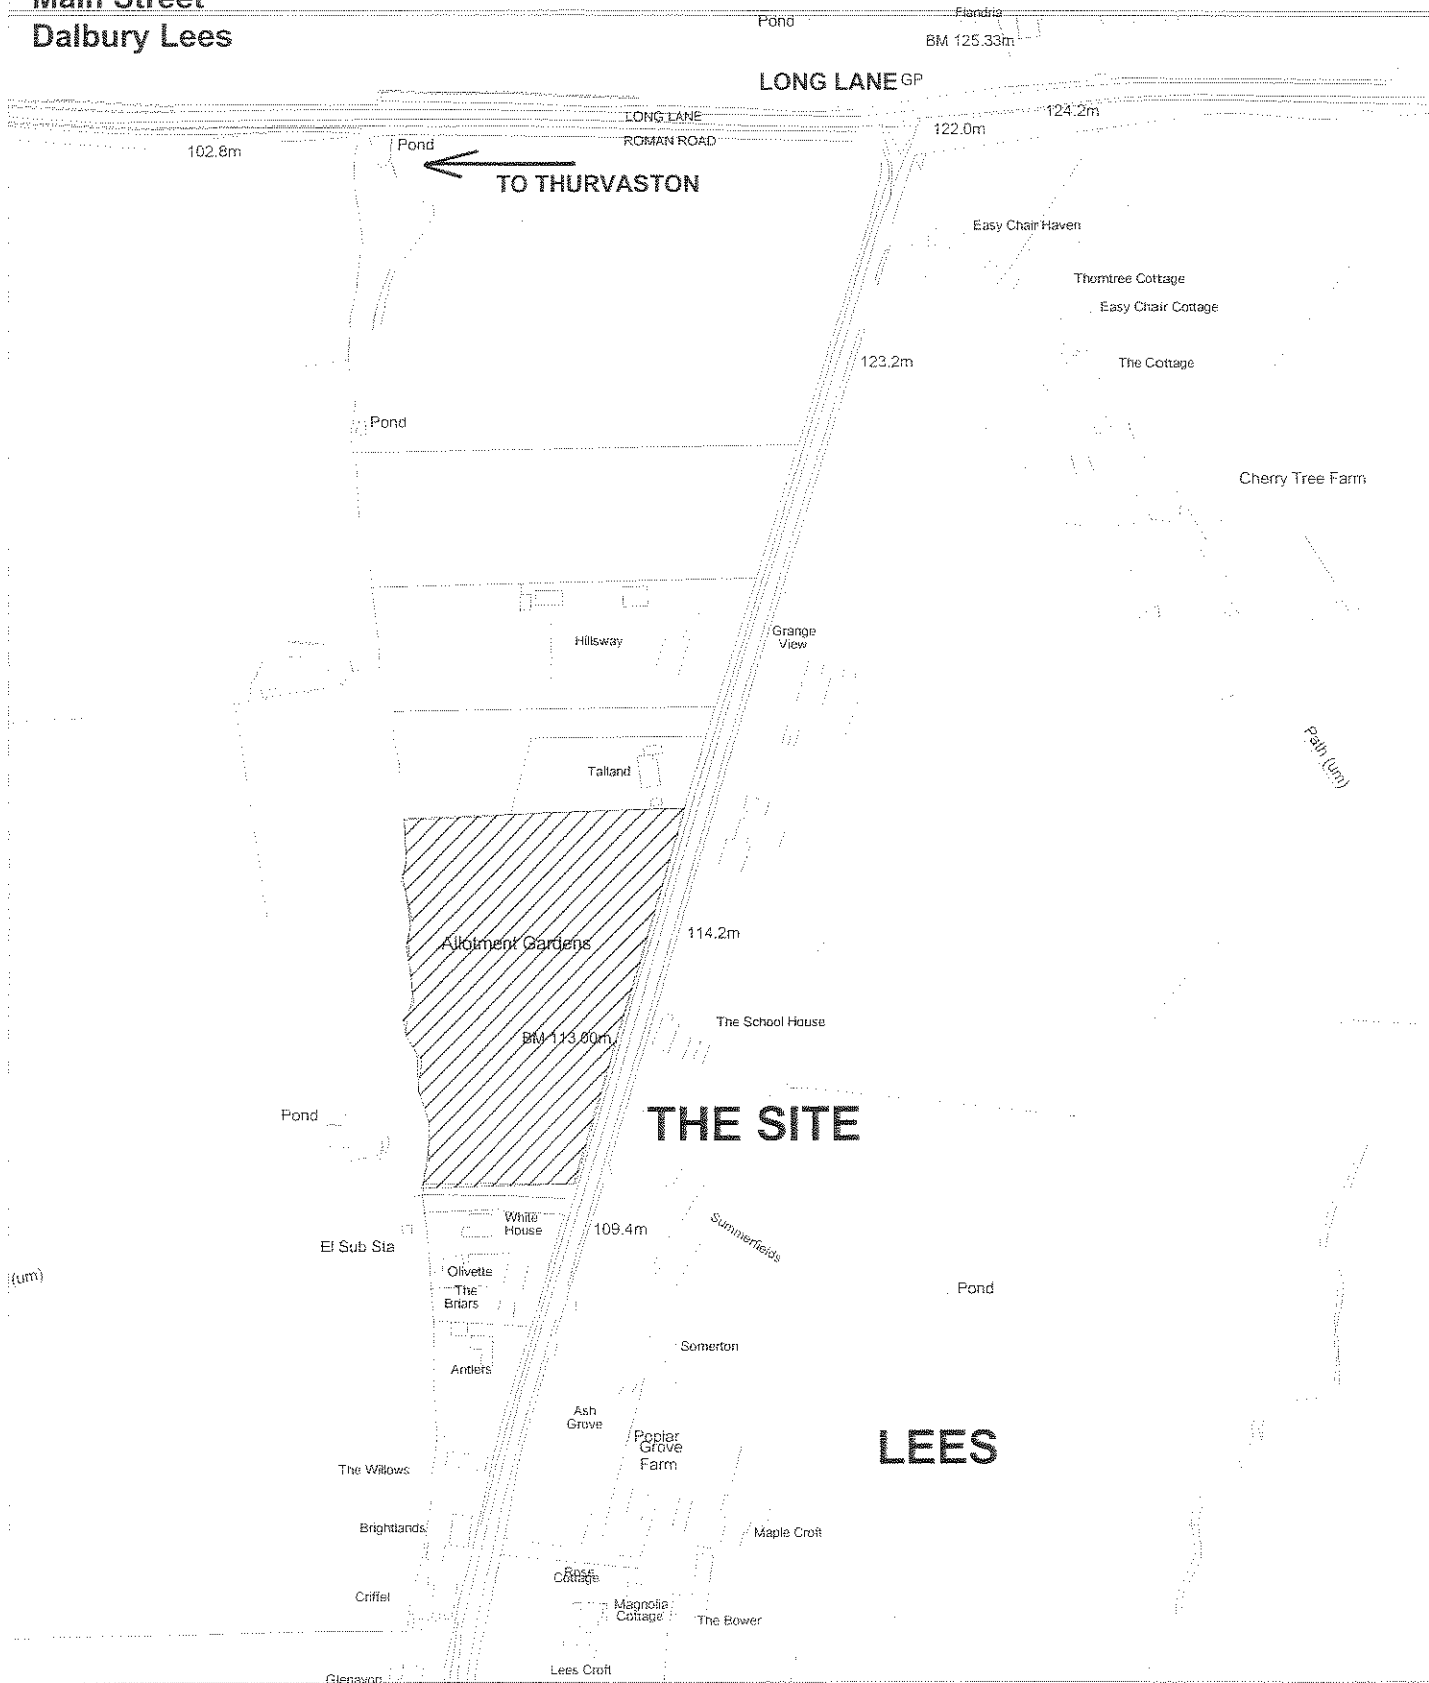 Main Street
Dalbury Lees
Pond
Flandria
BM 125.33m
LONG LANE GP
LONG LANE
124.2m
122.0m
ROMAN ROAD
Pond
102.8m
TO THURVASTON
Easy Chair Haven
Thorntree Cottage
Easy Chair Cottage
123.2m
The Cottage
Pond
Cherry Tree Farm
Hillsway
Grange
View
Path (um)
Talland
114.2m
Allotment Gardens
The School House
BM 113.00m
Pond
THE SITE
White
House
109.4m
Summerfields
El Sub Sta
Olivette
(um)
The
Briars
Pond
Somerton
Antlers
Ash
Grove
Poplar
Grove
Farm
LEES
The Willows
Brightlands
Maple Croft
Rose
Cottage
Criffel
Magnolia
Cottage
The Bower
Lees Croft
Glenavon